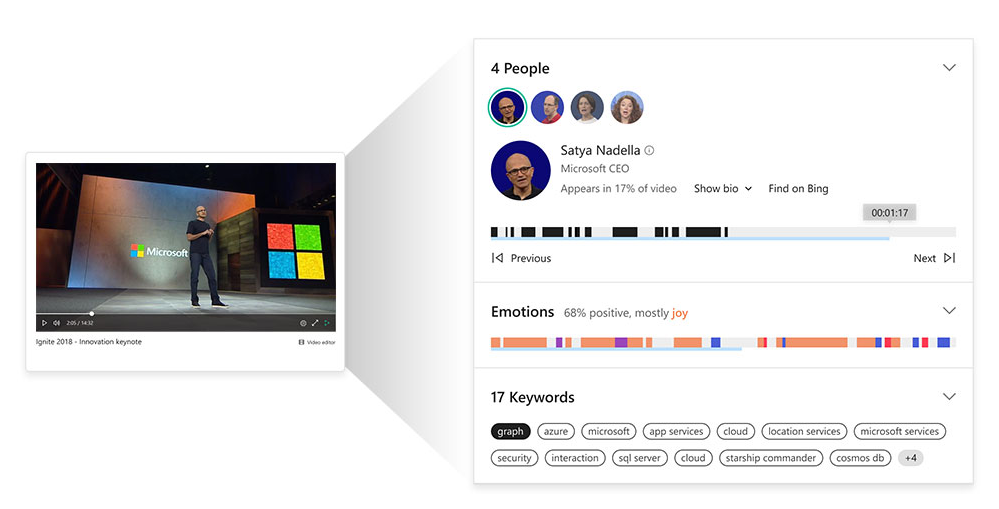 Microsoft
2:05 / 14:32
Ignite 2018 - Innovation keynote
Video editor
4 People
Satya Nadella
Microsoft CEO
Appears in 17% of video Show bio Find on Bing
00:01:17
Previous Next
Emotions 68% positive, mostly joy
17 Keywords
graph azure microsoft app services cloud location services microsoft services
security interaction sql server cloud starship commander cosmos db +4